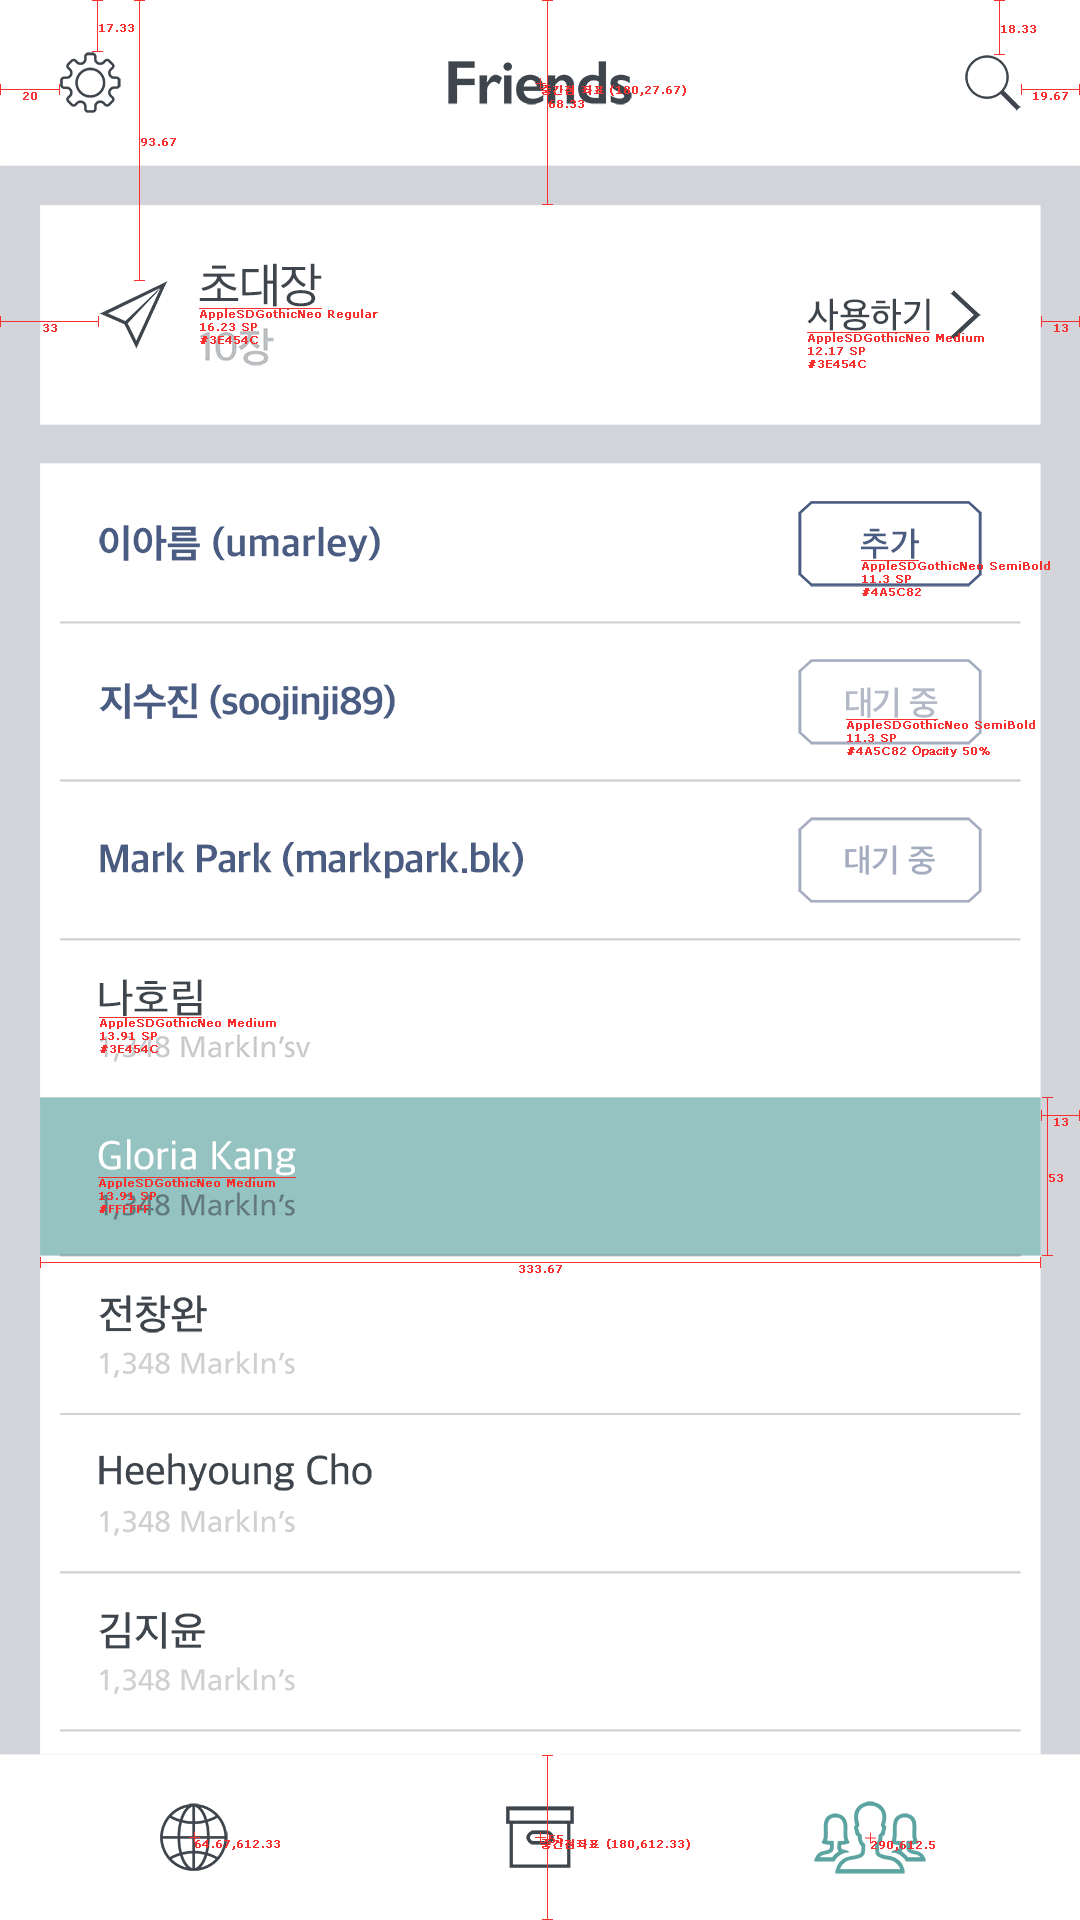 17.33
18.33
Friends
중간점 좌표 (180,27.67)
68.33
20
19.67
93.67
초대장
AppleSDGothicNeo Regular
16.23 SP
#3E454C
10장
33
사용하기
AppleSDGothicNeo Medium
12.17 SP
#3E454C
13
이아름 (umarley)
추가
AppleSDGothicNeo SemiBold
11.3 SP
#4A5C82
지수진 (soojinji89)
대기 중
AppleSDGothicNeo SemiBold
11.3 SP
#4A5C82 Opacity 50%
Mark Park (markpark.bk)
대기 중
나호림
AppleSDGothicNeo Medium
13.91 SP
#3E454C
1,348 MarkIn’sv
Gloria Kang
AppleSDGothicNeo Medium
13.91 SP
#FFFFFF
1,348 MarkIn’s
13
53
333.67
전창완
1,348 MarkIn’s
Heehyoung Cho
1,348 MarkIn’s
김지윤
1,348 MarkIn’s
64.67,612.33
55
중간점좌표 (180,612.33)
290,612.5